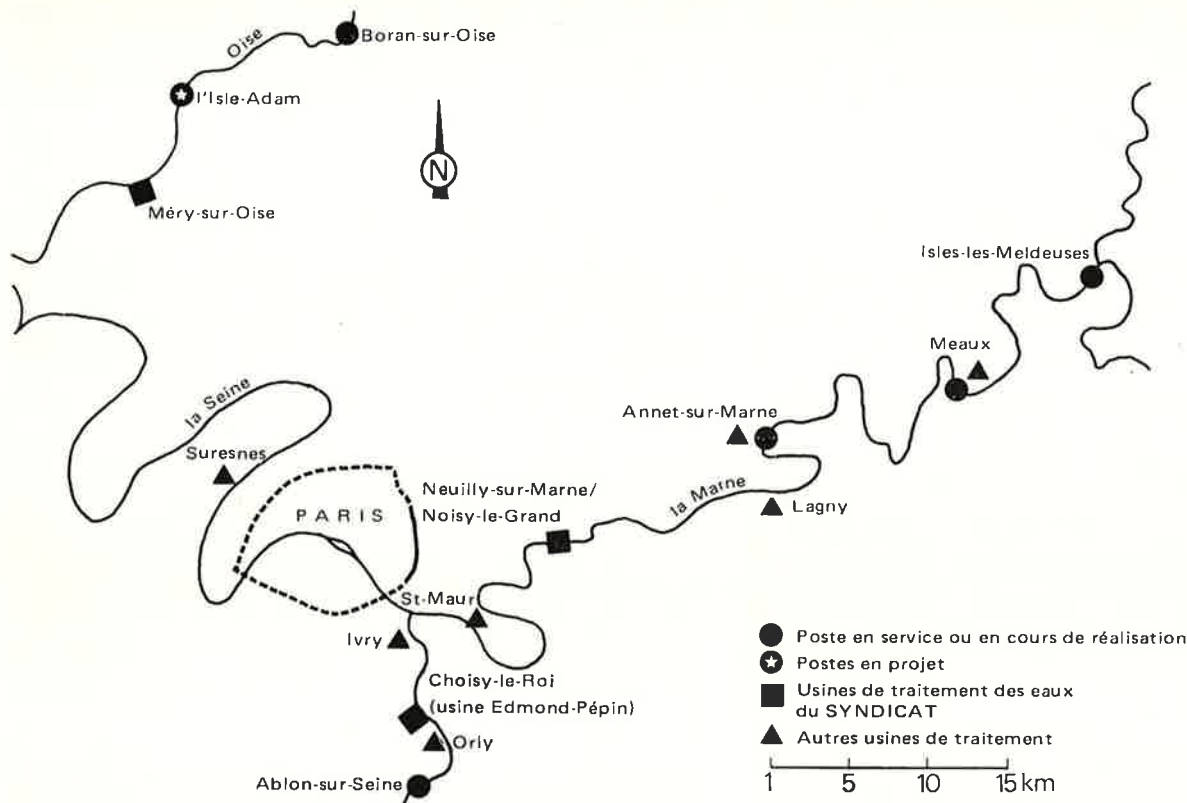 Oise
Boran-sur-Oise
l'Isle-Adam
N
Méry-sur-Oise
Isles-les-Meldeuses
Meaux
la Seine
Annet-sur-Marne
Suresnes
Neuilly-sur-Marne/
Noisy-le-Grand
la Marne
Lagny
PARIS
St-Maur
Ivry
Choisy-le-Roi
(usine Edmond-Pépin)
Orly
Ablon-sur-Seine
Poste en service ou en cours de réalisation
Postes en projet
Usines de traitement des eaux
du SYNDICAT
Autres usines de traitement
1 5 10 15 km